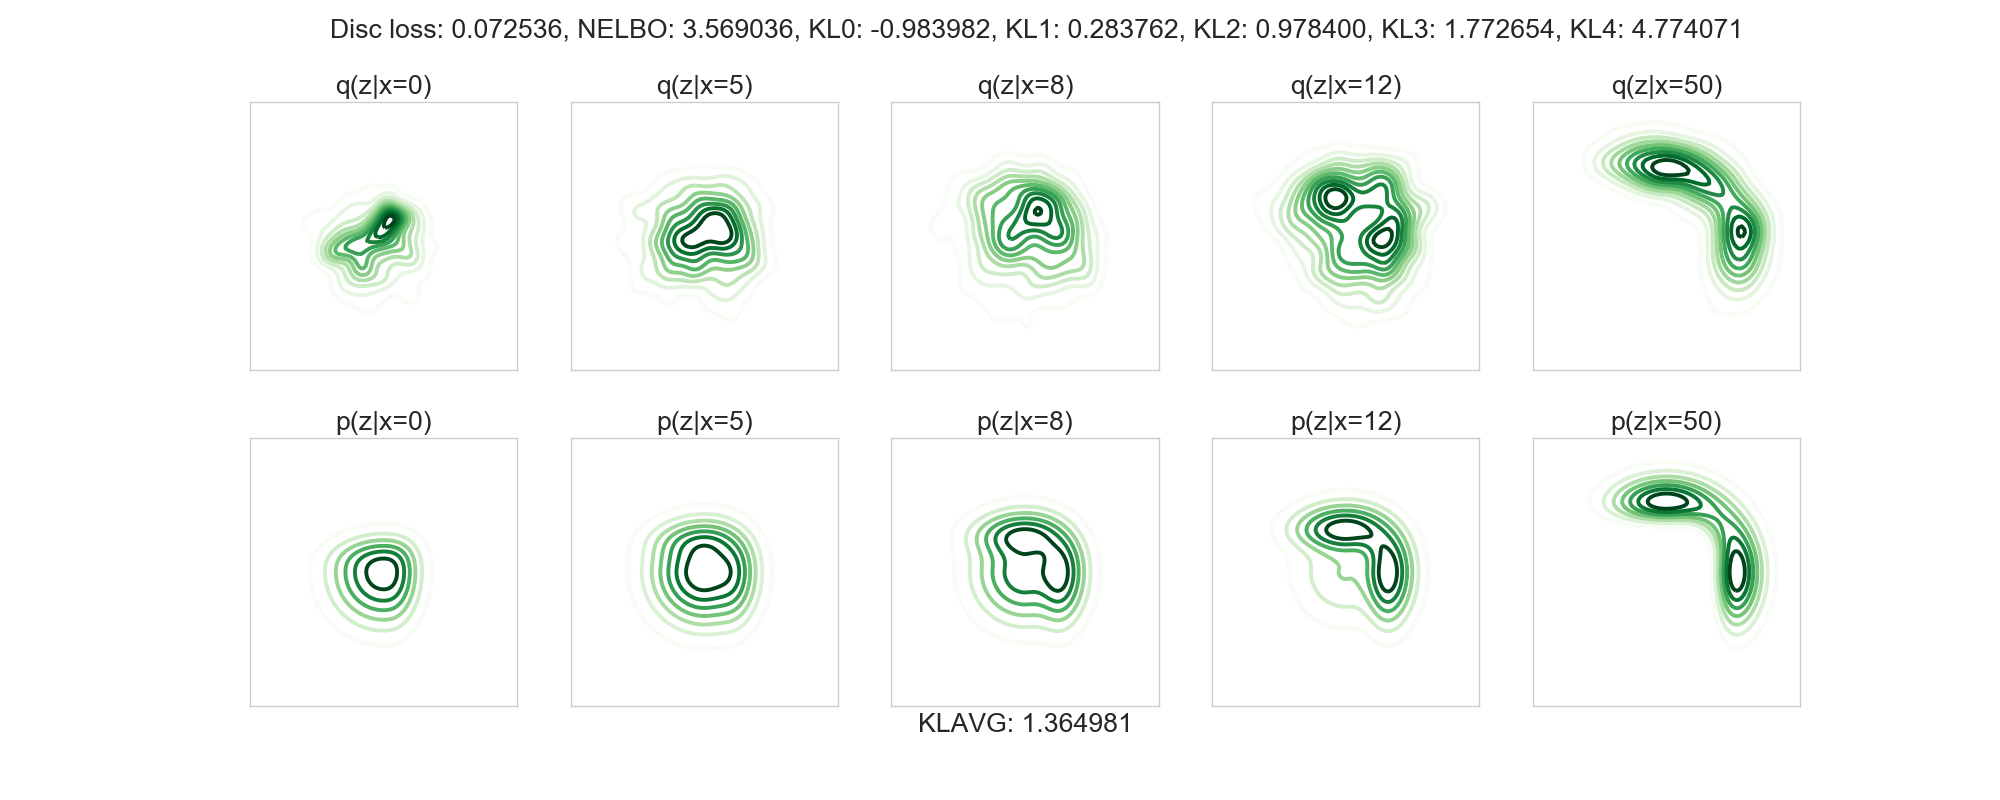 Disc loss: 0.072536, NELBO: 3.569036, KL0: -0.983982, KL1: 0.283762, KL2: 0.978400, KL3: 1.772654, KL4: 4.774071
q(z|x=0) q(z|x=5) q(z|x=8) q(z|x=12) q(z|x=50)
p(z|x=0) p(z|x=5) p(z|x=8) p(z|x=12) p(z|x=50)
KLAVG: 1.364981